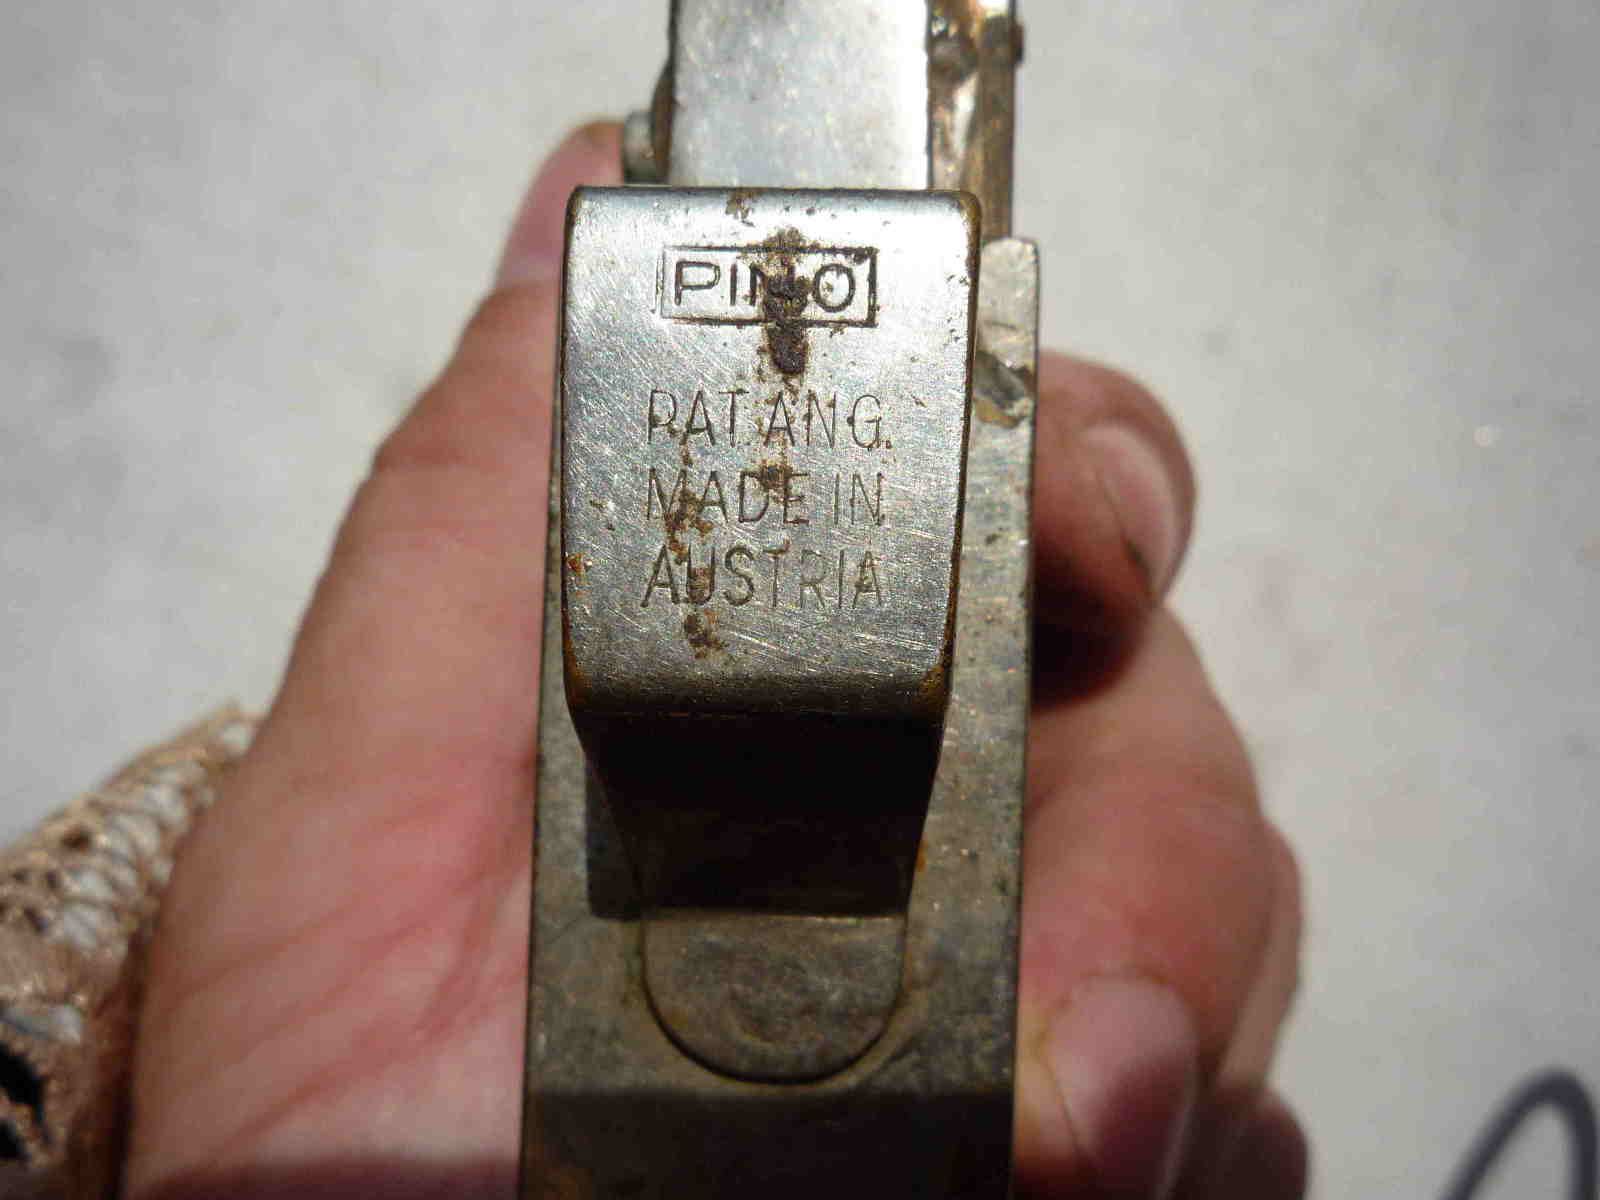 PINO
PAT. ANG.
MADE IN
AUSTRIA